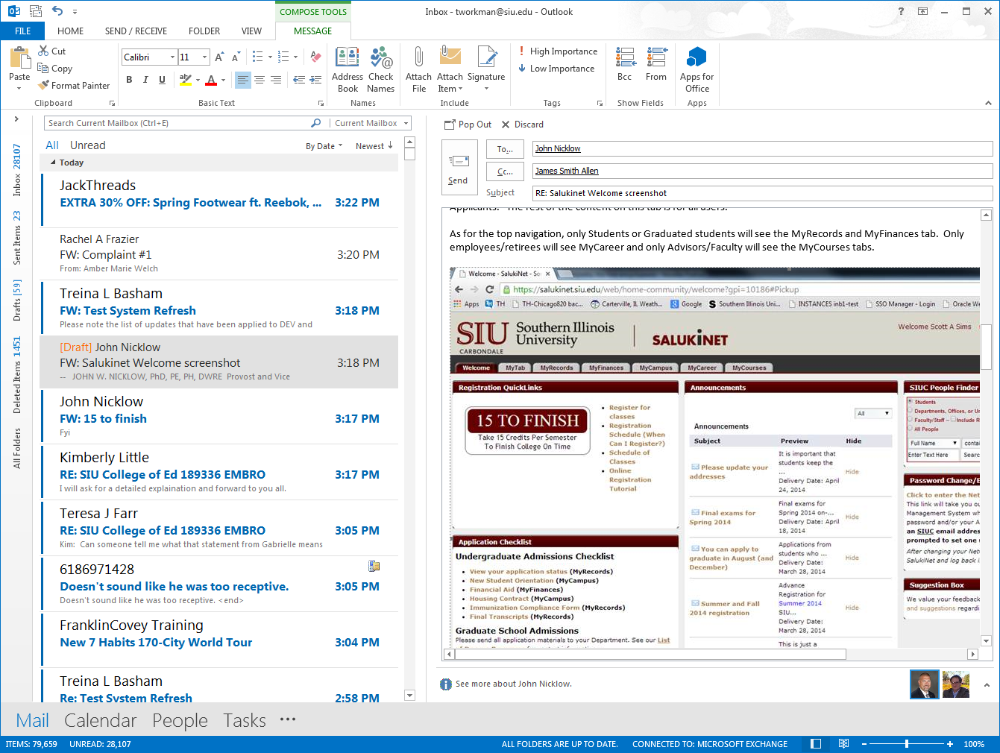 COMPOSE TOOLS
Inbox - tworkman@siu.edu - Outlook
FILE
HOME
SEND / RECEIVE
FOLDER
VIEW
MESSAGE
Paste
Cut
Copy
Format Painter
Clipboard
Calibri
11
B I U
Basic Text
Address Book
Check Names
Names
Attach File
Attach Item
Signature
Include
High Importance
Low Importance
Tags
Bcc
From
Show Fields
Apps for Office
Apps
Inbox 28107
Sent Items 23
Drafts [59]
Deleted Items 1451
All Folders
Search Current Mailbox (Ctrl+E)
Current Mailbox
All Unread
By Date
Newest
Today
JackThreads
EXTRA 30% OFF: Spring Footwear ft. Reebok, ... 3:22 PM
Rachel A Frazier
FW: Complaint #1 3:20 PM
From: Amber Marie Welch
Treina L Basham
FW: Test System Refresh 3:18 PM
Please note the list of updates that have been applied to DEV and
[Draft] John Nicklow
FW: Salukinet Welcome screenshot 3:18 PM
-- JOHN W. NICKLOW, PhD, PE, PH, DWRE Provost and Vice
John Nicklow
FW: 15 to finish 3:17 PM
Fyi
Kimberly Little
RE: SIU College of Ed 189336 EMBRO 3:17 PM
I will ask for a detailed explaination and forward to you all.
Teresa J Farr
RE: SIU College of Ed 189336 EMBRO 3:05 PM
Kim: Can someone tell me what that statement from Gabrielle means
6186971428
Doesn't sound like he was too receptive. 3:05 PM
Doesn't sound like he was too receptive. <end>
FranklinCovey Training
New 7 Habits 170-City World Tour 3:04 PM
Treina L Basham
Re: Test System Refresh 2:58 PM
Pop Out
Discard
Send
To...
John Nicklow
Cc...
James Smith Allen
Subject
RE: Salukinet Welcome screenshot
Applicants. The rest of the content on this tab is for all users.
As for the top navigation, only Students or Graduated students will see the MyRecords and MyFinances tab. Only
employees/retirees will see MyCareer and only Advisors/Faculty will see the MyCourses tabs.
Welcome - SalukiNet - So
https://salukinet.siu.edu/web/home-community/welcome?gpi=10186#Pickup
Apps
TH
TH-Chicago820 bac...
Carterville, IL Weath...
Google
Southern Illinois Uni...
INSTANCES inb1-test
SSO Manager - Login
Oracle We
SIU Southern Illinois
University
CARBONDALE
SALUKINET
Welcome Scott A Sims
Welcome
MyTab
MyRecords
MyFinances
MyCampus
MyCareer
MyCourses
Registration QuickLinks
15 TO FINISH
Take 15 Credits Per Semester
To Finish College On Time
Register for
classes
Registration
Schedule (When
Can I Register?)
Schedule of
Classes
Online
Registration
Tutorial
Application Checklist
Undergraduate Admissions Checklist
View your application status (MyRecords)
New Student Orientation (MyCampus)
Financial Aid (MyFinances)
Housing Contract (MyCampus)
Immunization Compliance Form (MyRecords)
Final Transcripts (MyRecords)
Graduate School Admissions
Please send all application materials to your Department. See our List
Announcements
All
Announcements
Subject Preview Hide
Please update your
addresses
It is important that
students keep the
...
Delivery Date: April
24, 2014
Hide
Final exams for
Spring 2014
Final exams for
Spring 2014 on-...
Delivery Date: April
18, 2014
Hide
You can apply to
graduate in August (and
December)
Applications from
students who ...
Delivery Date:
March 28, 2014
Hide
Summer and Fall
2014 registration
Advance
Registration for
Summer 2014
SIU...
Delivery Date:
March 28, 2014
Hide
This is just a
SIUC People Finder
Students
Departments, Offices, or Un
Faculty/Staff -- Include R
All People
Full Name
contai
Enter Text Here
Searc
Password Change/E
Click to enter the Net
This link will take you ou
Management System wh
password and/or your A
an SIUC email addres
prompted to set one u
After changing your Net
SalukiNet and log back i
Suggestion Box
We value your feedback
and suggestions regardi
See more about John Nicklow.
Mail Calendar People Tasks ...
ITEMS: 79,659
UNREAD: 28,107
ALL FOLDERS ARE UP TO DATE.
CONNECTED TO: MICROSOFT EXCHANGE
100%